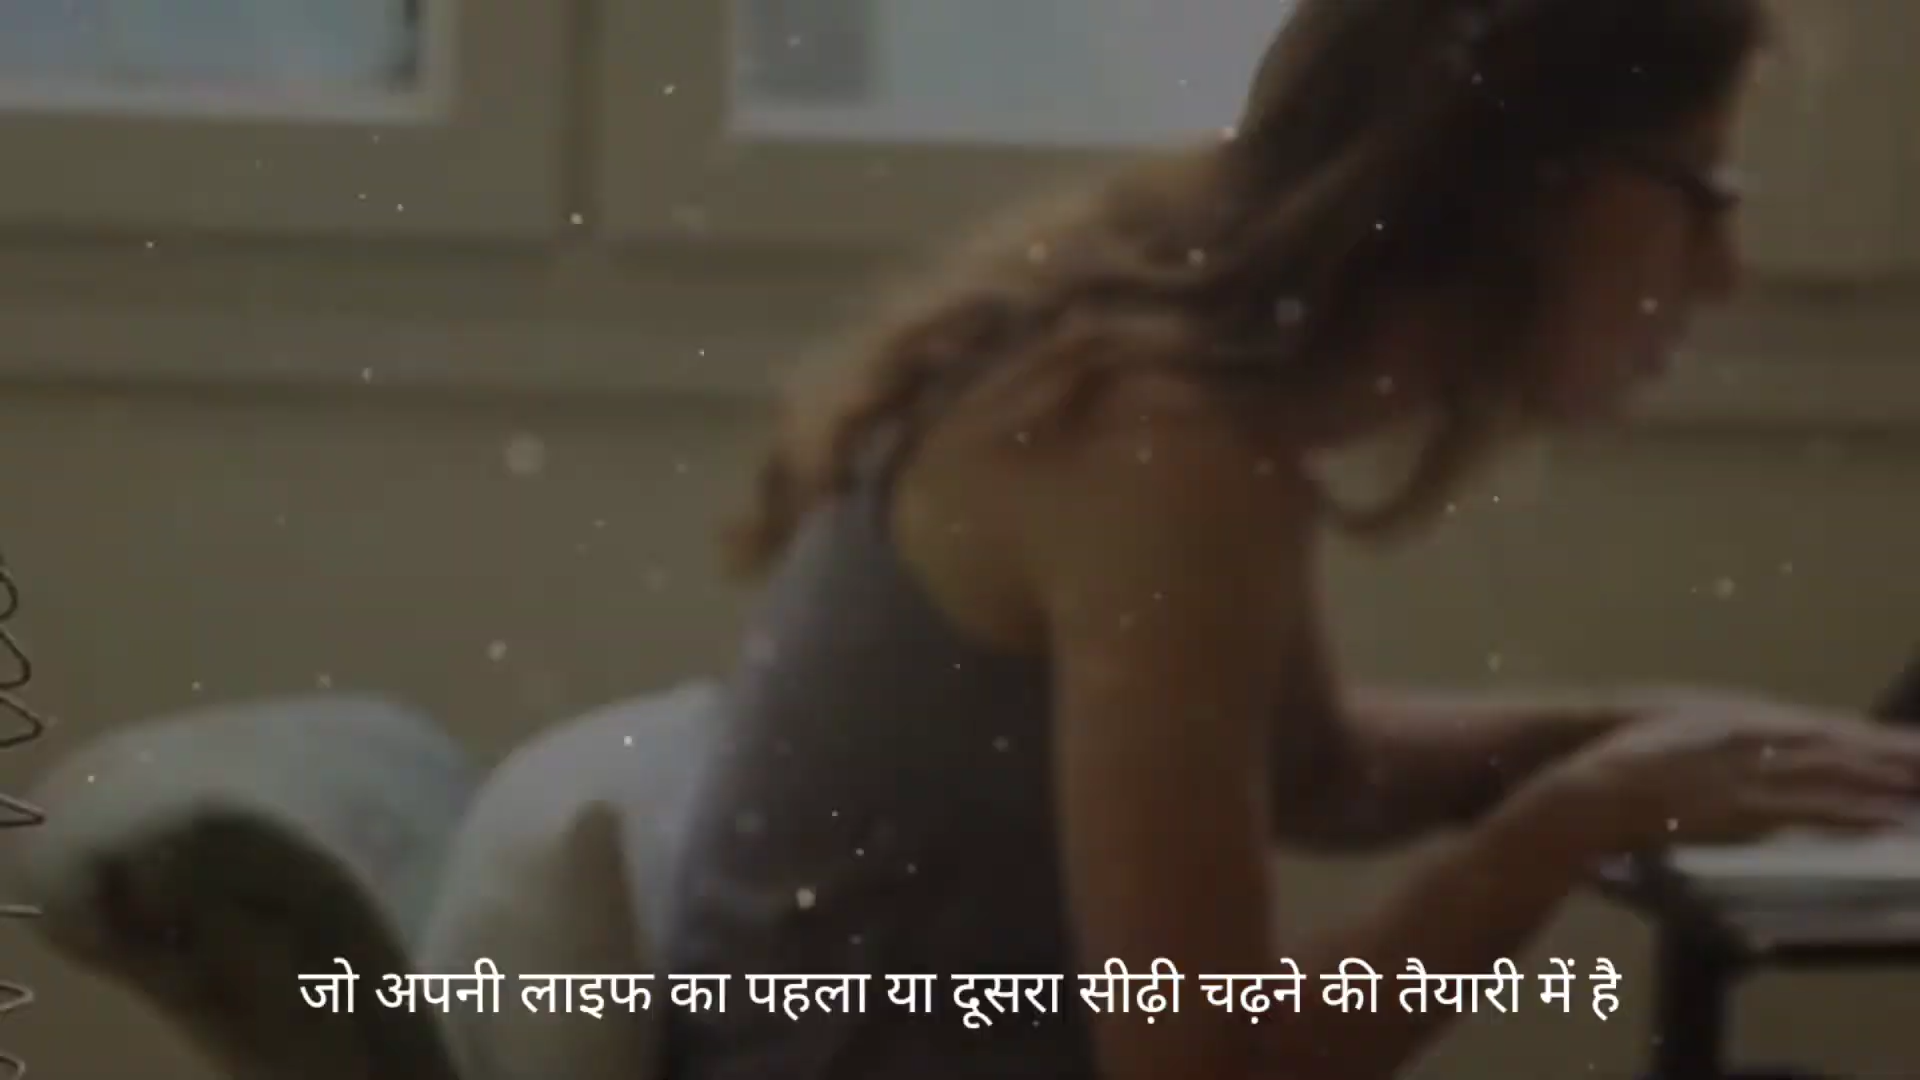 जो अपनी लाइफ का पहला या दूसरा सीढ़ी चढ़ने की तैयारी में है